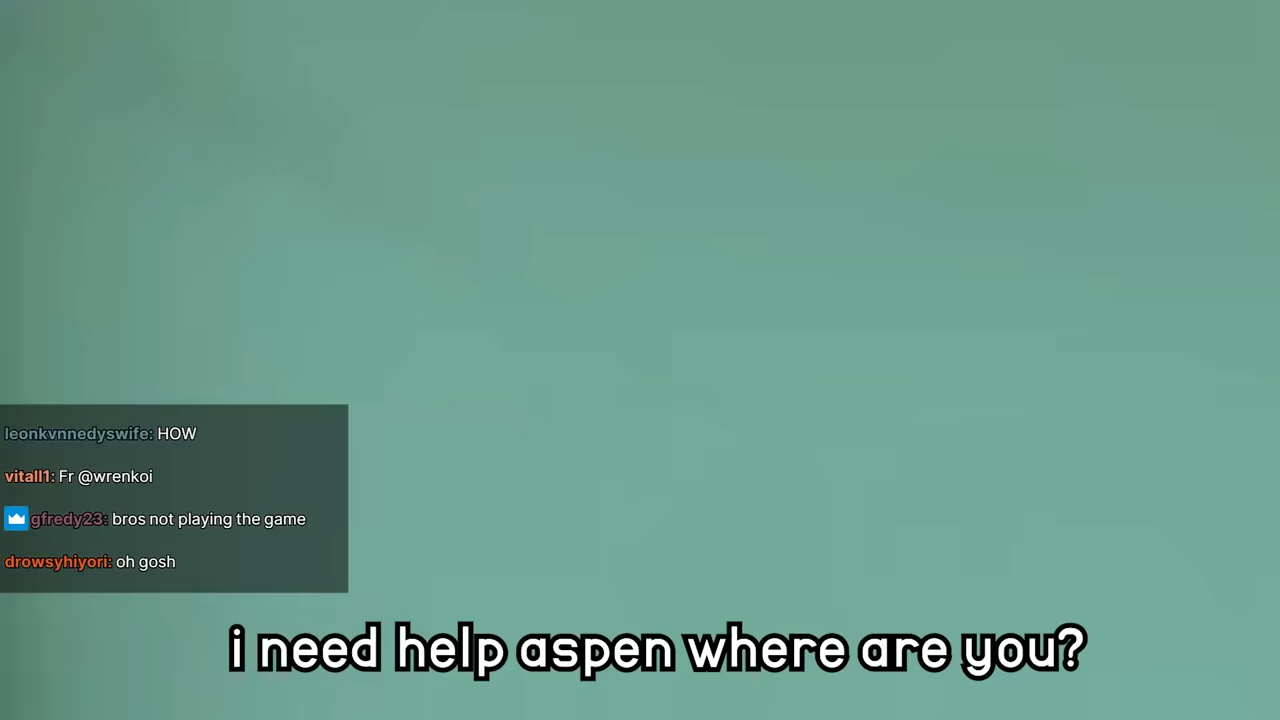 leonkvnnedyswife: HOW
vitall1: Fr @wrenkoi
gfredy23: bros not playing the game
drowsyhiyori: oh gosh
i need help aspen where are you?